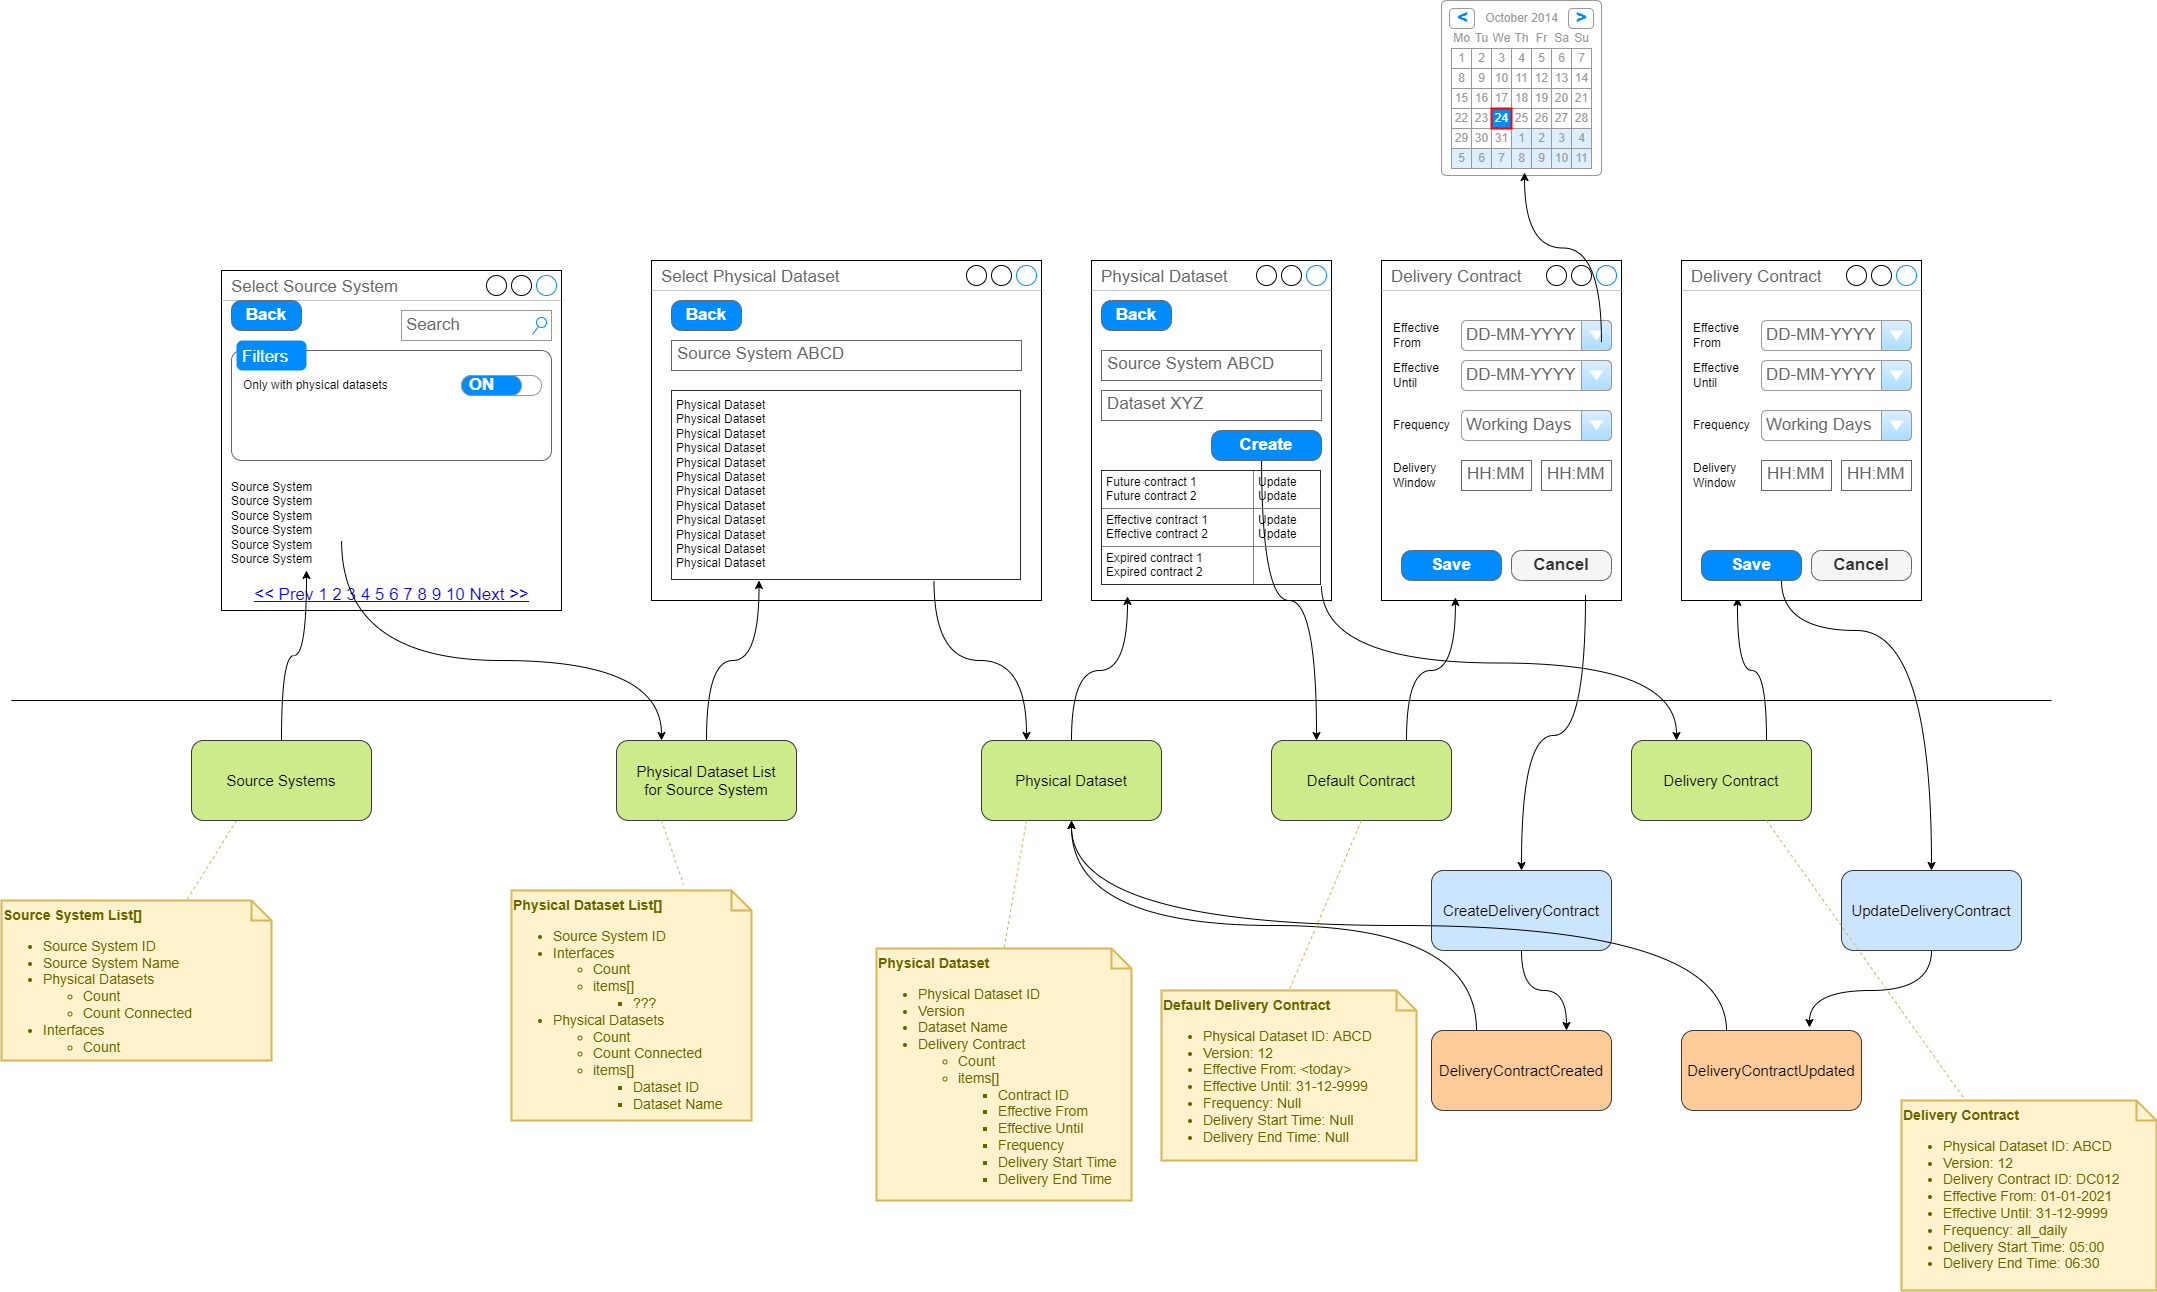 < October 2014 >
Mo Tu We Th Fr Sa Su
1 2 3 4 5 6 7
8 9 10 11 12 13 14
15 16 17 18 19 20 21
22 23 24 25 26 27 28
29 30 31 1 2 3 4
5 6 7 8 9 10 11
Select Source System
Back
Search
Filters
Only with physical datasets
ON
Source System
Source System
Source System
Source System
Source System
Source System
<< Prev 1 2 3 4 5 6 7 8 9 10 Next >>
Select Physical Dataset
Back
Source System ABCD
Physical Dataset
Physical Dataset
Physical Dataset
Physical Dataset
Physical Dataset
Physical Dataset
Physical Dataset
Physical Dataset
Physical Dataset
Physical Dataset
Physical Dataset
Physical Dataset
Physical Dataset
Back
Source System ABCD
Dataset XYZ
Create
Future contract 1 Update
Future contract 2 Update
Effective contract 1 Update
Effective contract 2 Update
Expired contract 1
Expired contract 2
Delivery Contract
Effective
From
DD-MM-YYYY
Effective
Until
DD-MM-YYYY
Frequency
Working Days
Delivery
Window
HH:MM HH:MM
Save Cancel
Delivery Contract
Effective
From
DD-MM-YYYY
Effective
Until
DD-MM-YYYY
Frequency
Working Days
Delivery
Window
HH:MM HH:MM
Save Cancel
Source Systems
Physical Dataset List
for Source System
Physical Dataset
Default Contract
Delivery Contract
CreateDeliveryContract
UpdateDeliveryContract
DeliveryContractCreated
DeliveryContractUpdated
Source System List[]
Source System ID
Source System Name
Physical Datasets
Count
Count Connected
Interfaces
Count
Physical Dataset List[]
Source System ID
Interfaces
Count
items[]
???
Physical Datasets
Count
Count Connected
items[]
Dataset ID
Dataset Name
Physical Dataset
Physical Dataset ID
Version
Dataset Name
Delivery Contract
Count
items[]
Contract ID
Effective From
Effective Until
Frequency
Delivery Start Time
Delivery End Time
Default Delivery Contract
Physical Dataset ID: ABCD
Version: 12
Effective From: <today>
Effective Until: 31-12-9999
Frequency: Null
Delivery Start Time: Null
Delivery End Time: Null
Delivery Contract
Physical Dataset ID: ABCD
Version: 12
Delivery Contract ID: DC012
Effective From: 01-01-2021
Effective Until: 31-12-9999
Frequency: all_daily
Delivery Start Time: 05:00
Delivery End Time: 06:30